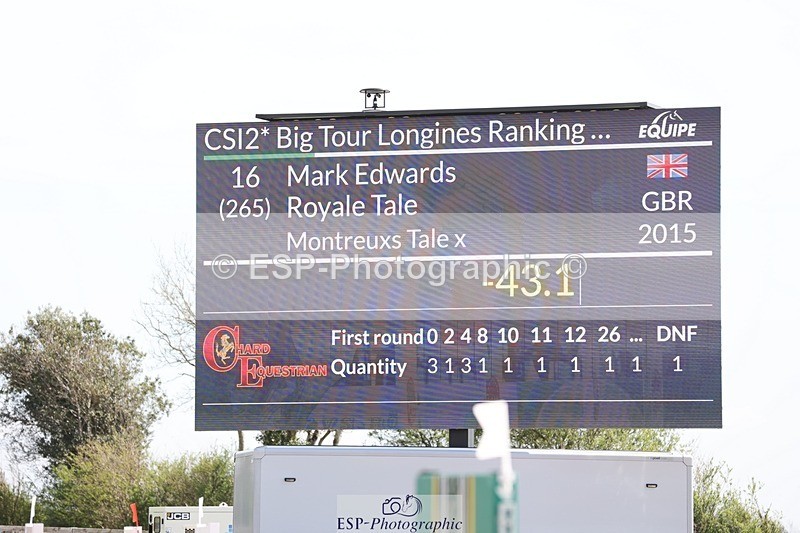 CSI2* Big Tour Longines Ranking ... EQUIPE
16 Mark Edwards
(265) Royale Tale GBR
Montreuxs Tale x 2015
© ESP-Photographic ©
-43.1
CHARD EQUESTRIAN
First round 0 2 4 8 10 11 12 26 ... DNF
Quantity 3 1 3 1 1 1 1 1 1 1
JCB
ESP-Photographic